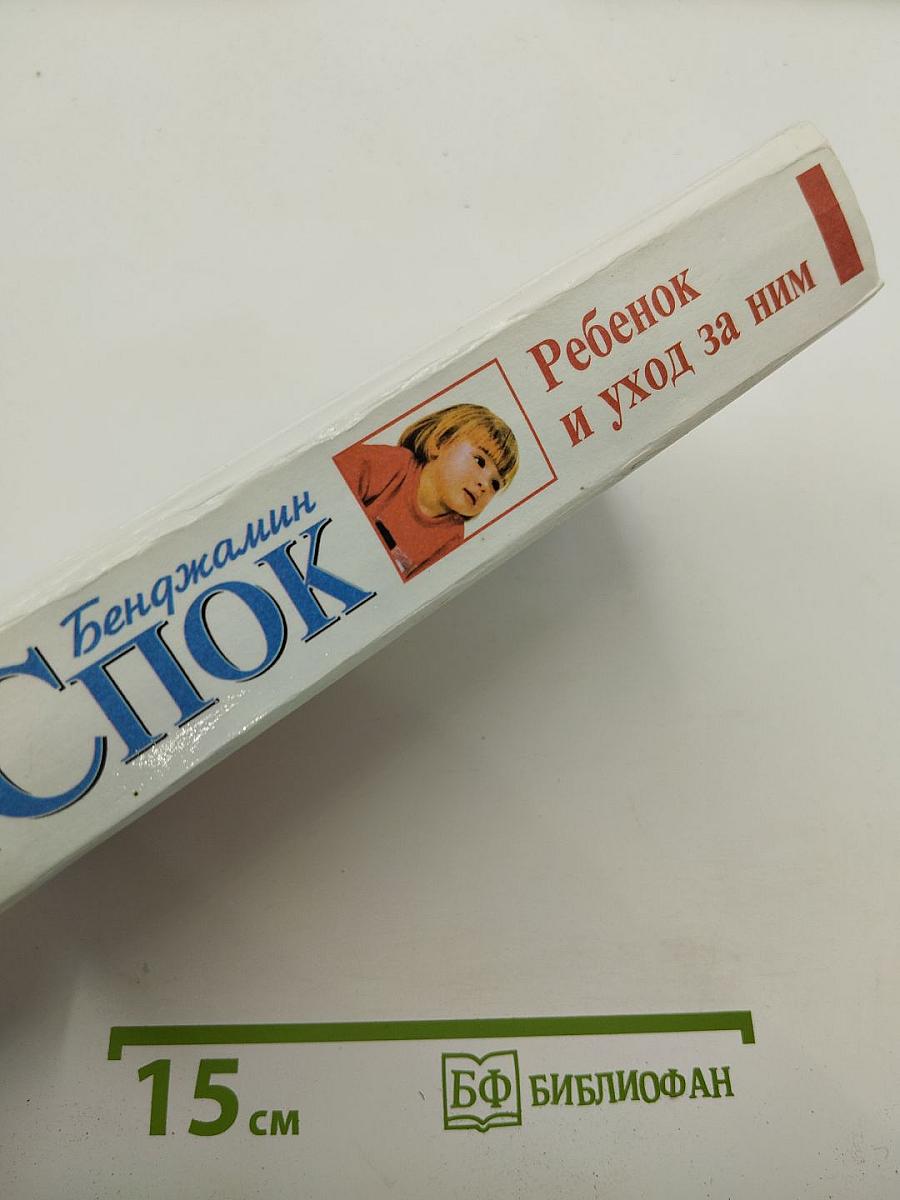 Бенджамин
Спок
Ребенок
и уход за ним
15 см
БФ БИБЛИОФАН